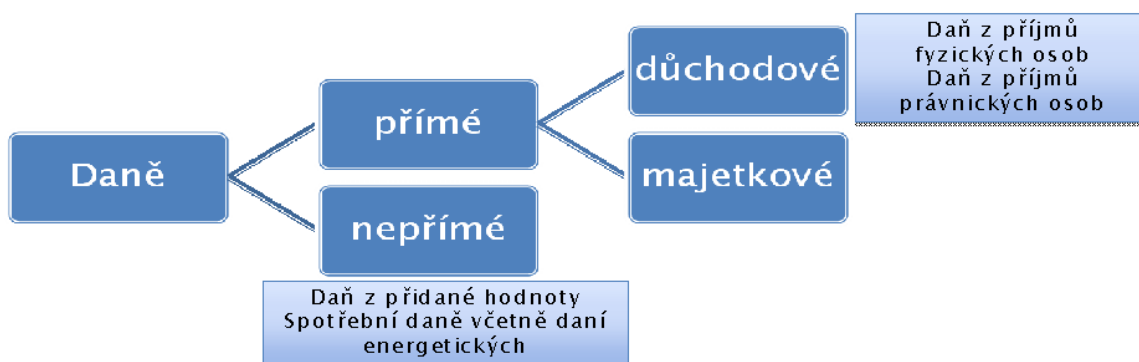 Daně
přímé
nepřímé
Daň z přidané hodnoty
Spotřební daně včetně daní
energetických
důchodové
majetkové
Daň z příjmů
fyzických osob
Daň z příjmů
právnických osob